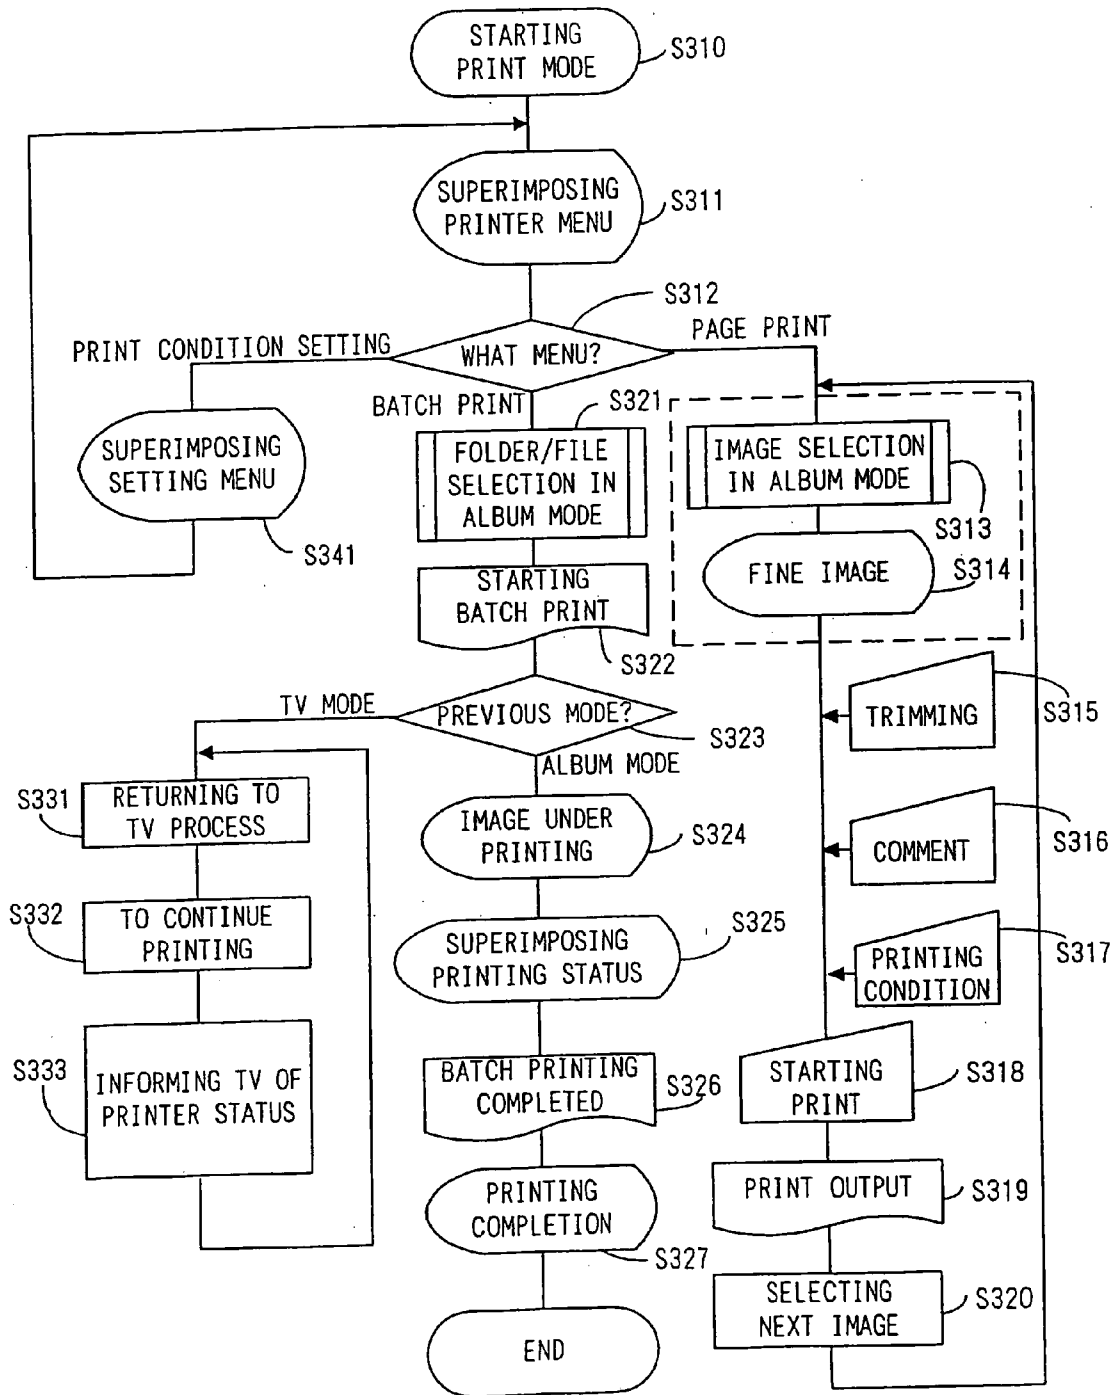 STARTING
PRINT MODE
S310
SUPERIMPOSING
PRINTER MENU
S311
S312
WHAT MENU?
PRINT CONDITION SETTING
PAGE PRINT
BATCH PRINT
SUPERIMPOSING
SETTING MENU
S341
S321
FOLDER/FILE
SELECTION IN
ALBUM MODE
STARTING
BATCH PRINT
S322
PREVIOUS MODE?
S323
TV MODE
ALBUM MODE
S331
RETURNING TO
TV PROCESS
S332
TO CONTINUE
PRINTING
S333
INFORMING TV OF
PRINTER STATUS
IMAGE UNDER
PRINTING
S324
SUPERIMPOSING
PRINTING STATUS
S325
BATCH PRINTING
COMPLETED
S326
PRINTING
COMPLETION
S327
END
IMAGE SELECTION
IN ALBUM MODE
S313
FINE IMAGE
S314
TRIMMING
S315
COMMENT
S316
PRINTING
CONDITION
S317
STARTING
PRINT
S318
PRINT OUTPUT
S319
SELECTING
NEXT IMAGE
S320